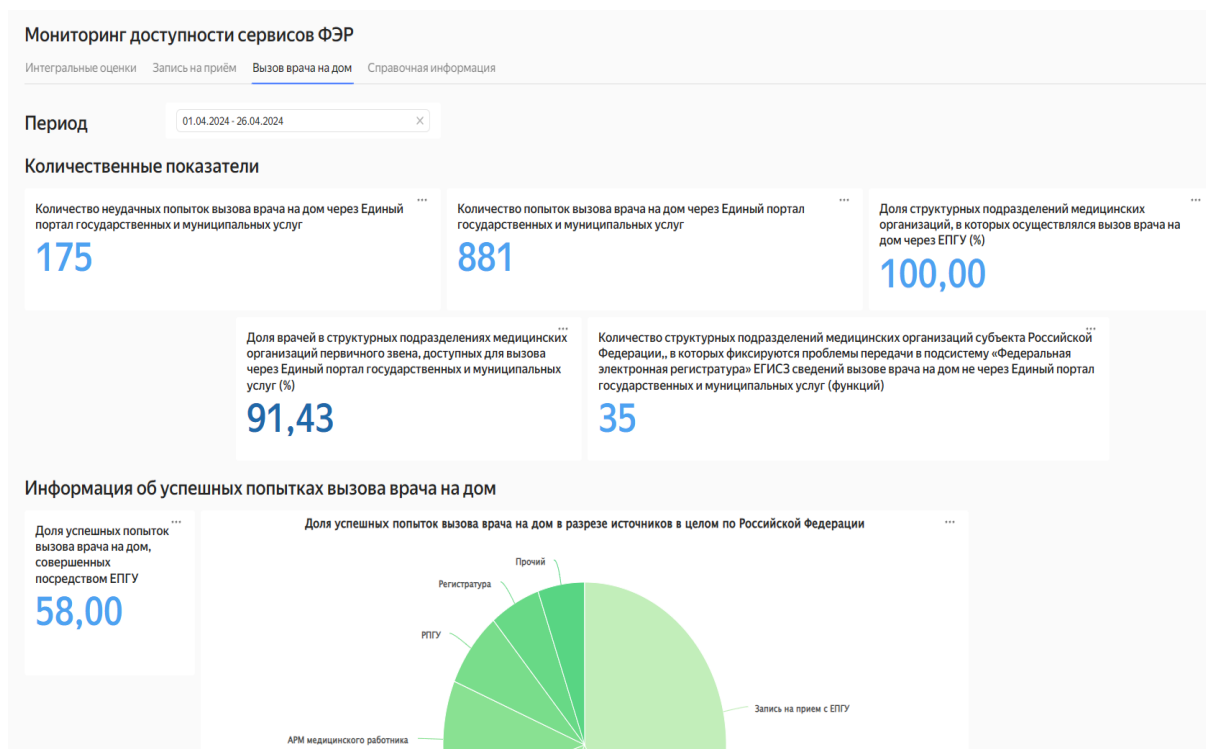 Мониторинг доступности сервисов ФЭР
Интегральные оценки Запись на приём Вызов врача на дом Справочная информация
Период
01.04.2024 - 26.04.2024
Количественные показатели
Количество неудачных попыток вызова врача на дом через Единый
портал государственных и муниципальных услуг
175
Количество попыток вызова врача на дом через Единый портал
государственных и муниципальных услуг
881
Доля структурных подразделений медицинских
организаций, в которых осуществлялся вызов врача на
дом через ЕПГУ (%)
100,00
Доля врачей в структурных подразделениях медицинских
организаций первичного звена, доступных для вызова
через Единый портал государственных и муниципальных
услуг (%)
91,43
Количество структурных подразделений медицинских организаций субъекта Российской
Федерации,, в которых фиксируются проблемы передачи в подсистему «Федеральная
электронная регистратура» ЕГИСЗ сведений вызове врача на дом не через Единый портал
государственных и муниципальных услуг (функций)
35
Информация об успешных попытках вызова врача на дом
Доля успешных попыток
вызова врача на дом,
совершенных
посредством ЕПГУ
58,00
Доля успешных попыток вызова врача на дом в разрезе источников в целом по Российской Федерации
Прочий
Регистратура
РПГУ
Запись на прием с ЕПГУ
АРМ медицинского работника